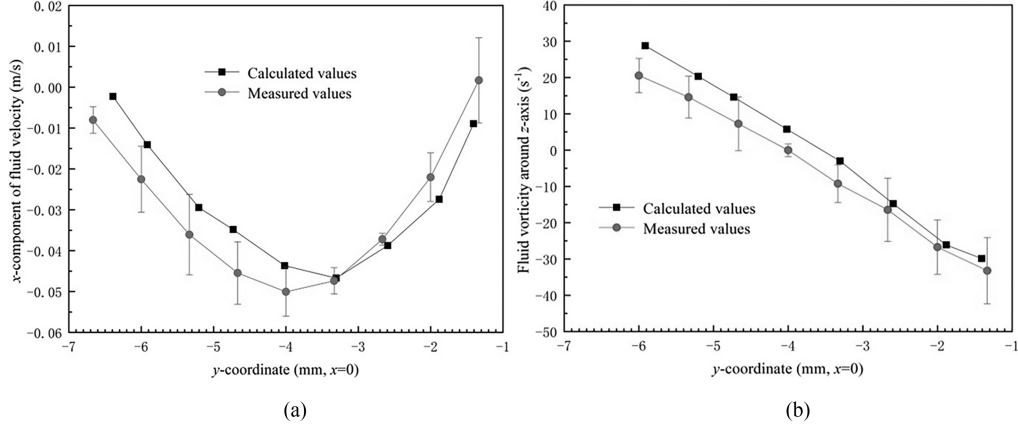 0.02
0.01
0.00
−0.01
−0.02
−0.03
−0.04
−0.05
−0.06
x-component of fluid velocity (m/s)
Calculated values
Measured values
−7 −6 −5 −4 −3 −2 −1
y-coordinate (mm, x=0)
(a)
40
30
20
10
0
−10
−20
−30
−40
−50
Fluid vorticity around z-axis (s⁻¹)
Calculated values
Measured values
−7 −6 −5 −4 −3 −2 −1
y-coordinate (mm, x=0)
(b)